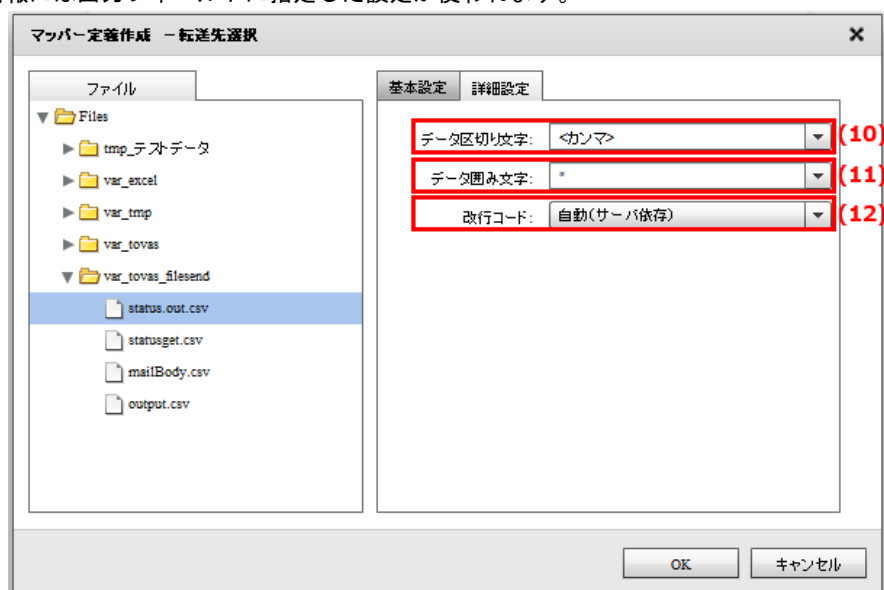 マッパー定義作成 －転送先選択
ファイル
基本設定 詳細設定
Files
tmp_テストデータ
var_excel
var_tmp
var_tovas
var_tovas_filesend
status.out.csv
statusget.csv
mailBody.csv
output.csv
データ区切り文字: <カンマ> (10)
データ囲み文字: " (11)
改行コード: 自動(サーバ依存) (12)
OK キャンセル